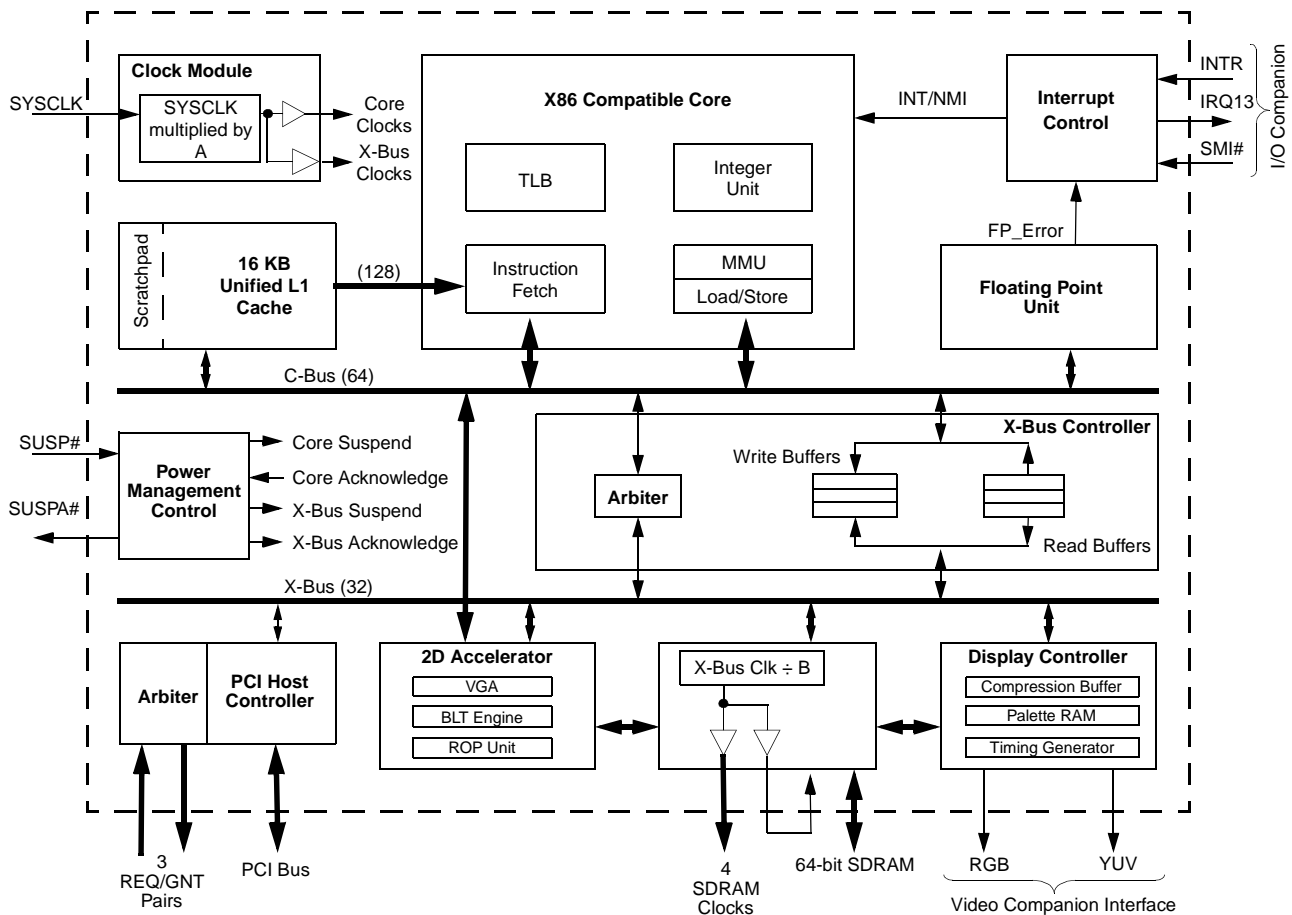 Clock Module
SYSCLK
SYSCLK
multiplied by
A
Core
Clocks
X-Bus
Clocks
X86 Compatible Core
TLB
Integer
Unit
Instruction
Fetch
MMU
Load/Store
INT/NMI
Interrupt
Control
INTR
IRQ13
SMI#
I/O Companion
FP_Error
Floating Point
Unit
Scratchpad
16 KB
Unified L1
Cache
(128)
C-Bus (64)
SUSP#
SUSPA#
Power
Management
Control
Core Suspend
Core Acknowledge
X-Bus Suspend
X-Bus Acknowledge
X-Bus Controller
Arbiter
Write Buffers
Read Buffers
X-Bus (32)
Arbiter
PCI Host
Controller
2D Accelerator
VGA
BLT Engine
ROP Unit
X-Bus Clk ÷ B
Display Controller
Compression Buffer
Palette RAM
Timing Generator
3
REQ/GNT
Pairs
PCI Bus
4
SDRAM
Clocks
64-bit SDRAM
RGB
YUV
Video Companion Interface